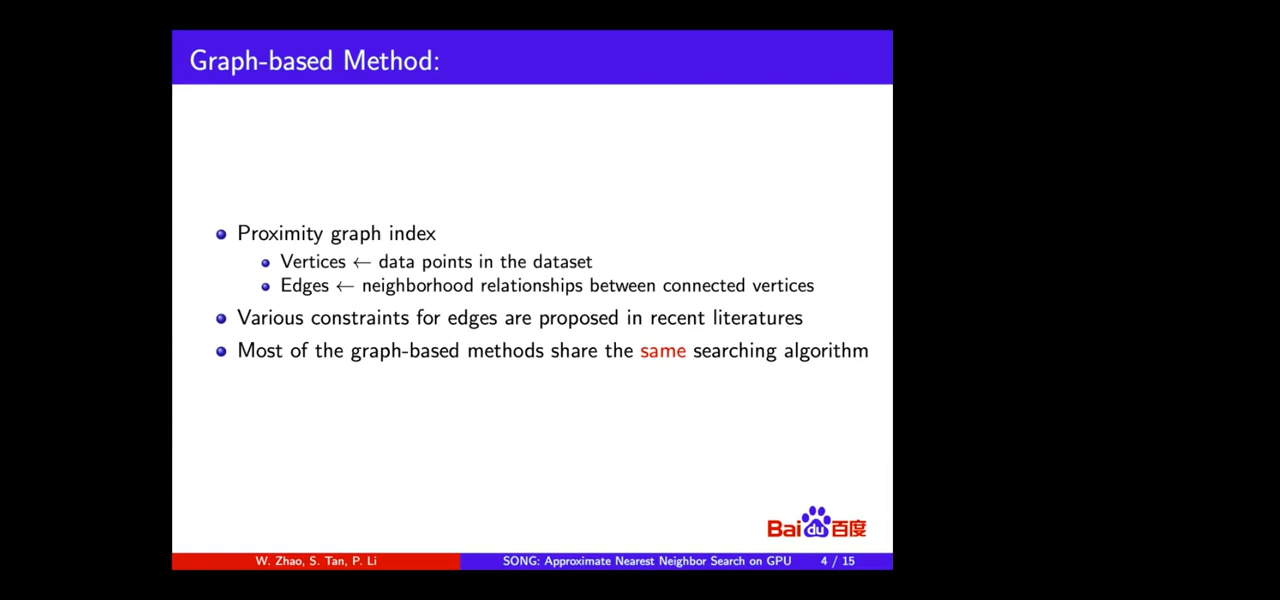 Graph-based Method:
Proximity graph index
Vertices ← data points in the dataset
Edges ← neighborhood relationships between connected vertices
Various constraints for edges are proposed in recent literatures
Most of the graph-based methods share the same searching algorithm
Bai du 百度
W. Zhao, S. Tan, P. Li SONG: Approximate Nearest Neighbor Search on GPU 4 / 15